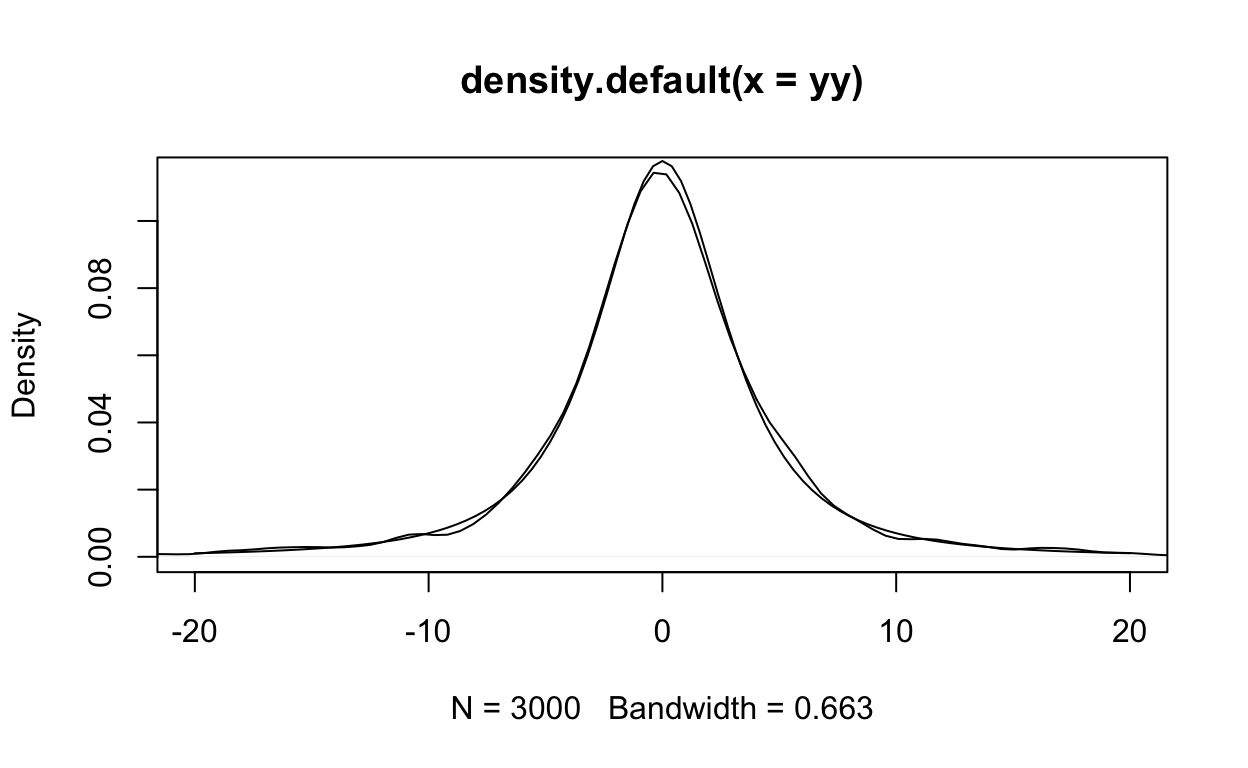 density.default(x = yy)
Density
0.00
0.04
0.08
-20
-10
0
10
20
N = 3000   Bandwidth = 0.663